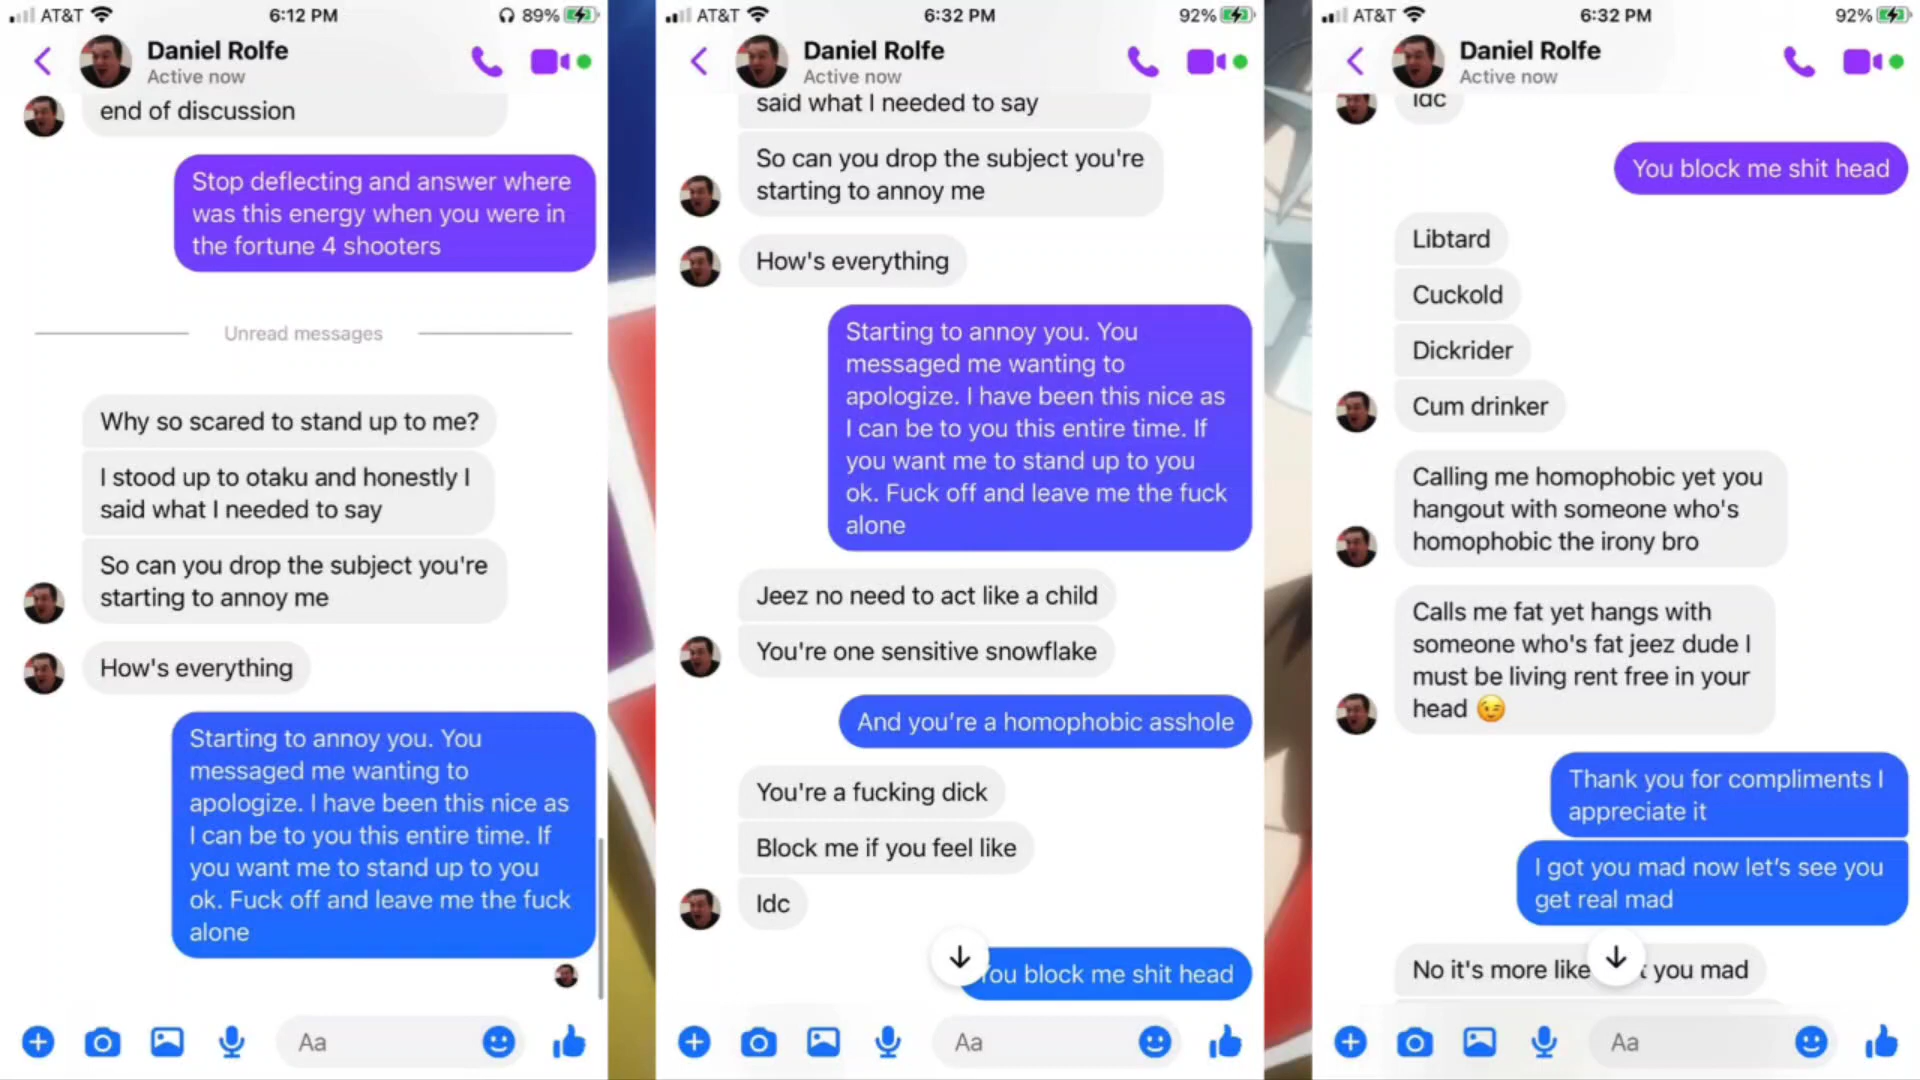 AT&T
6:12 PM
89%
Daniel Rolfe
Active now
end of discussion
Stop deflecting and answer where
was this energy when you were in
the fortune 4 shooters
Unread messages
Why so scared to stand up to me?
I stood up to otaku and honestly I
said what I needed to say
So can you drop the subject you're
starting to annoy me
How's everything
Starting to annoy you. You
messaged me wanting to
apologize. I have been this nice as
I can be to you this entire time. If
you want me to stand up to you
ok. Fuck off and leave me the fuck
alone
Aa
AT&T
6:32 PM
92%
Daniel Rolfe
Active now
said what I needed to say
So can you drop the subject you're
starting to annoy me
How's everything
Starting to annoy you. You
messaged me wanting to
apologize. I have been this nice as
I can be to you this entire time. If
you want me to stand up to you
ok. Fuck off and leave me the fuck
alone
Jeez no need to act like a child
You're one sensitive snowflake
And you're a homophobic asshole
You're a fucking dick
Block me if you feel like
Idc
You block me shit head
Aa
AT&T
6:32 PM
92%
Daniel Rolfe
Active now
Idc
You block me shit head
Libtard
Cuckold
Dickrider
Cum drinker
Calling me homophobic yet you
hangout with someone who's
homophobic the irony bro
Calls me fat yet hangs with
someone who's fat jeez dude I
must be living rent free in your
head 😉
Thank you for compliments I
appreciate it
I got you mad now let's see you
get real mad
No it's more like you mad
Aa